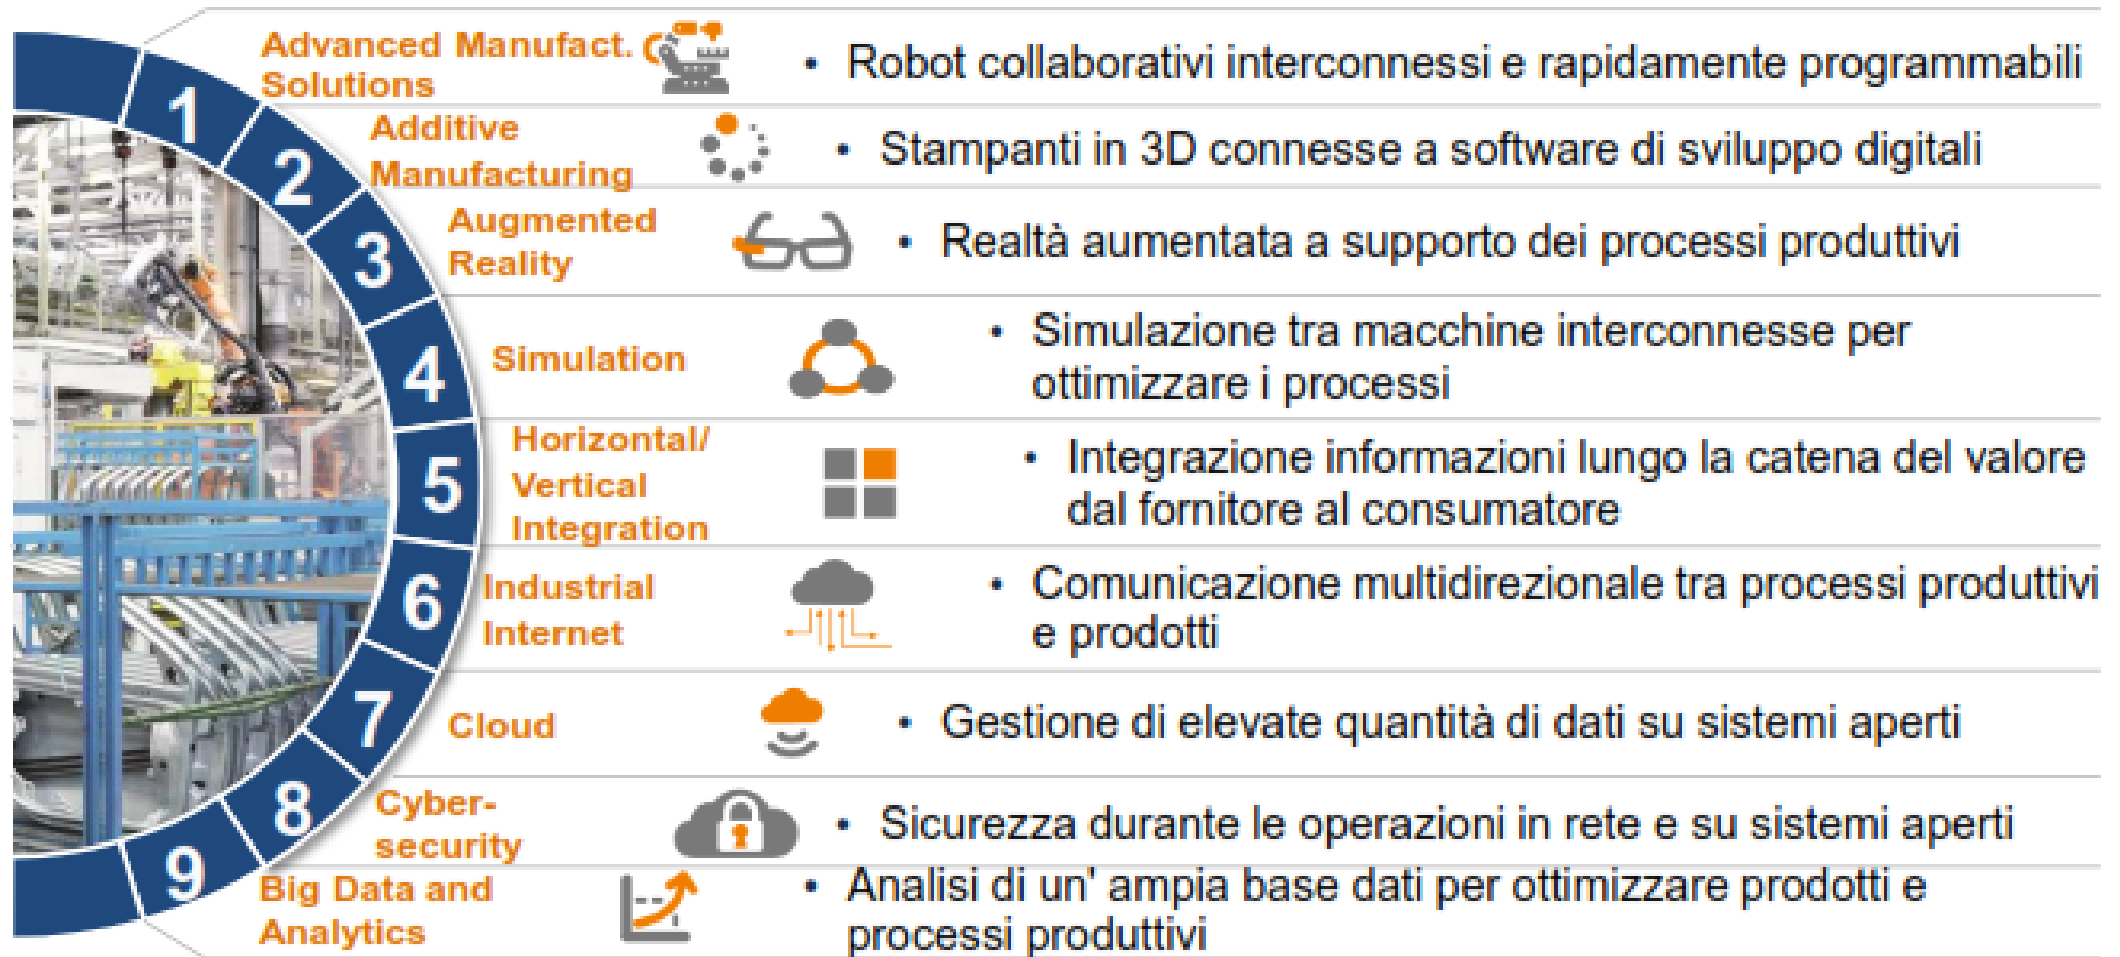 Advanced Manufact.
Solutions
1
• Robot collaborativi interconnessi e rapidamente programmabili
Additive
Manufacturing
2
• Stampanti in 3D connesse a software di sviluppo digitali
Augmented
Reality
3
• Realtà aumentata a supporto dei processi produttivi
Simulation
4
• Simulazione tra macchine interconnesse per
ottimizzare i processi
Horizontal/
Vertical
Integration
5
• Integrazione informazioni lungo la catena del valore
dal fornitore al consumatore
Industrial
Internet
6
• Comunicazione multidirezionale tra processi produttivi
e prodotti
Cloud
7
• Gestione di elevate quantità di dati su sistemi aperti
Cyber-
security
8
• Sicurezza durante le operazioni in rete e su sistemi aperti
Big Data and
Analytics
9
• Analisi di un' ampia base dati per ottimizzare prodotti e
processi produttivi